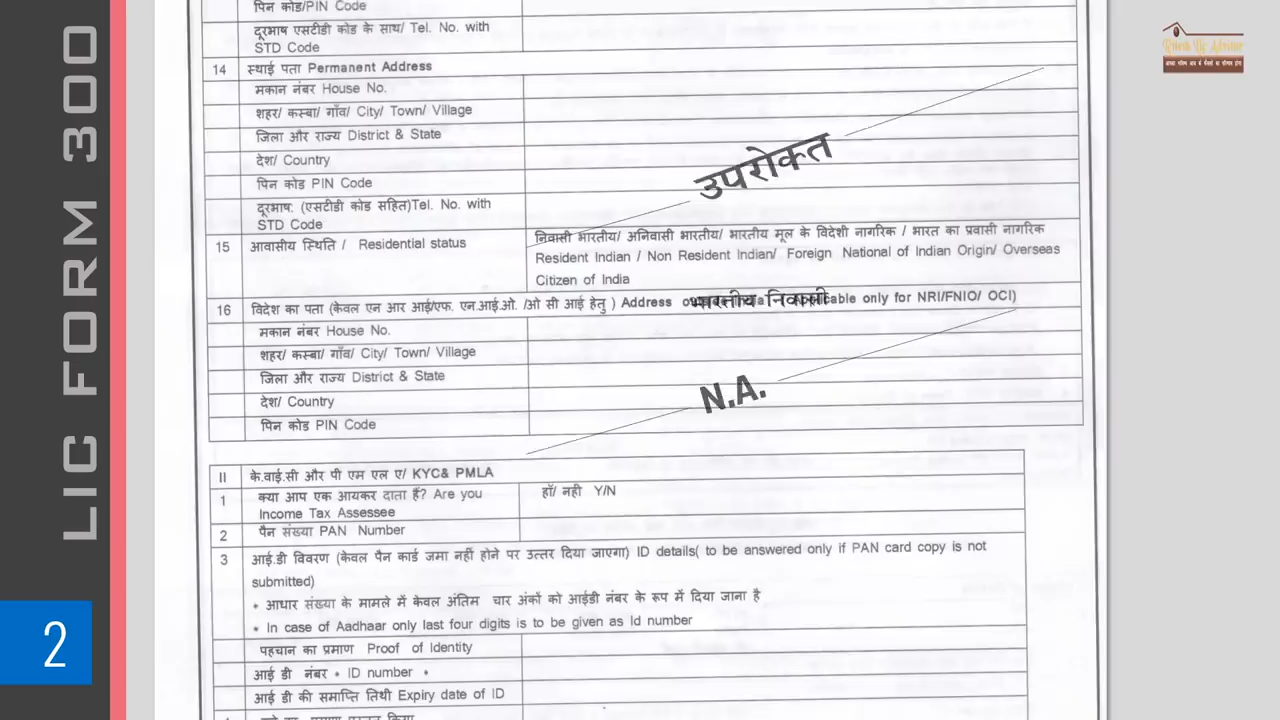 LIC FORM 300
2
Rinesh Dg Advisor
पिन कोड/PIN Code
दूरभाष एसटीडी कोड के साथ/ Tel. No. with
STD Code
14 स्थाई पता Permanent Address
मकान नंबर House No.
शहर/ कस्बा/ गाँव/ City/ Town/ Village
जिला और राज्य District & State
देश/ Country
पिन कोड PIN Code
दूरभाष: (एसटीडी कोड सहित)Tel. No. with
STD Code
उपरोकत
15 आवासीय स्थिति / Residential status
निवासी भारतीय/ अनिवासी भारतीय/ भारतीय मूल के विदेशी नागरिक / भारत का प्रवासी नागरिक
Resident Indian / Non Resident Indian/ Foreign National of Indian Origin/ Overseas
Citizen of India
भारतीय निवासी
16 विदेश का पता (केवल एन आर आई/एफ. एन.आई.ओ. /ओ सी आई हेतु ) Address only for NRI/FNIO/ OCI)
मकान नंबर House No.
शहर/ कस्बा/ गाँव/ City/ Town/ Village
जिला और राज्य District & State
देश/ Country
पिन कोड PIN Code
N.A.
II के.वाई.सी और पी एम एल ए/ KYC& PMLA
1 क्या आप एक आयकर दाता हैं? Are you हाँ/ नही Y/N
Income Tax Assessee
2 पैन संख्या PAN Number
3 आई.डी विवरण (केवल पैन कार्ड जमा नहीं होने पर उत्तर दिया जाएगा) ID details( to be answered only if PAN card copy is not
submitted)
* आधार संख्या के मामले में केवल अंतिम चार अंकों को आईडी नंबर के रूप में दिया जाना है
* In case of Aadhaar only last four digits is to be given as Id number
पहचान का प्रमाण Proof of Identity
आई डी नंबर * ID number *
आई डी की समाप्ति तिथी Expiry date of ID